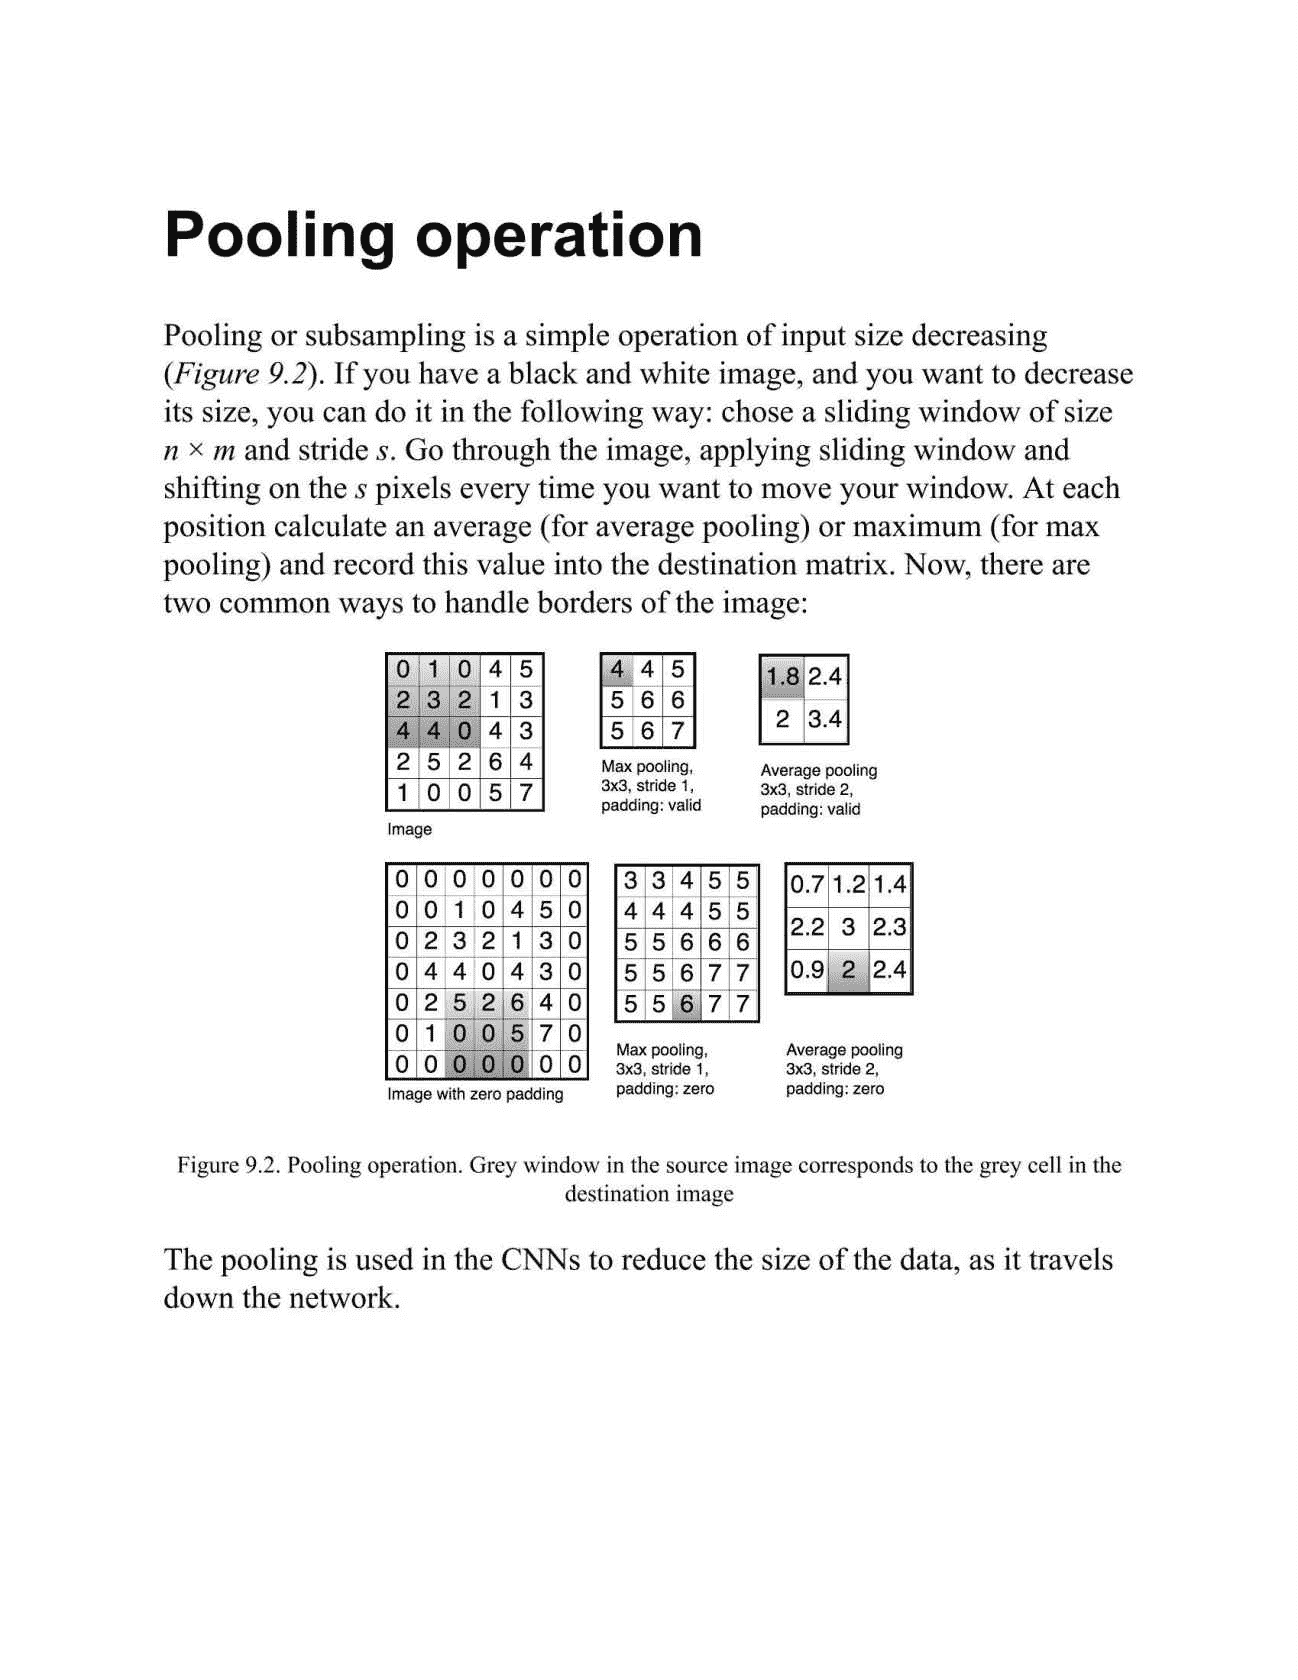 Pooling operation
Pooling or subsampling is a simple operation of input size decreasing
(Figure 9.2). If you have a black and white image, and you want to decrease
its size, you can do it in the following way: chose a sliding window of size
n × m and stride s. Go through the image, applying sliding window and
shifting on the s pixels every time you want to move your window. At each
position calculate an average (for average pooling) or maximum (for max
pooling) and record this value into the destination matrix. Now, there are
two common ways to handle borders of the image:
0 1 0 4 5
2 3 2 1 3
4 4 0 4 3
2 5 2 6 4
1 0 0 5 7
Image
4 4 5
5 6 6
5 6 7
Max pooling,
3x3, stride 1,
padding: valid
1.8 2.4
2 3.4
Average pooling
3x3, stride 2,
padding: valid
0 0 0 0 0 0 0
0 0 1 0 4 5 0
0 2 3 2 1 3 0
0 4 4 0 4 3 0
0 2 5 2 6 4 0
0 1 0 0 5 7 0
0 0 0 0 0 0 0
Image with zero padding
3 3 4 5 5
4 4 4 5 5
5 5 6 6 6
5 5 6 7 7
5 5 6 7 7
Max pooling,
3x3, stride 1,
padding: zero
0.7 1.2 1.4
2.2 3 2.3
0.9 2 2.4
Average pooling
3x3, stride 2,
padding: zero
Figure 9.2. Pooling operation. Grey window in the source image corresponds to the grey cell in the
destination image
The pooling is used in the CNNs to reduce the size of the data, as it travels
down the network.